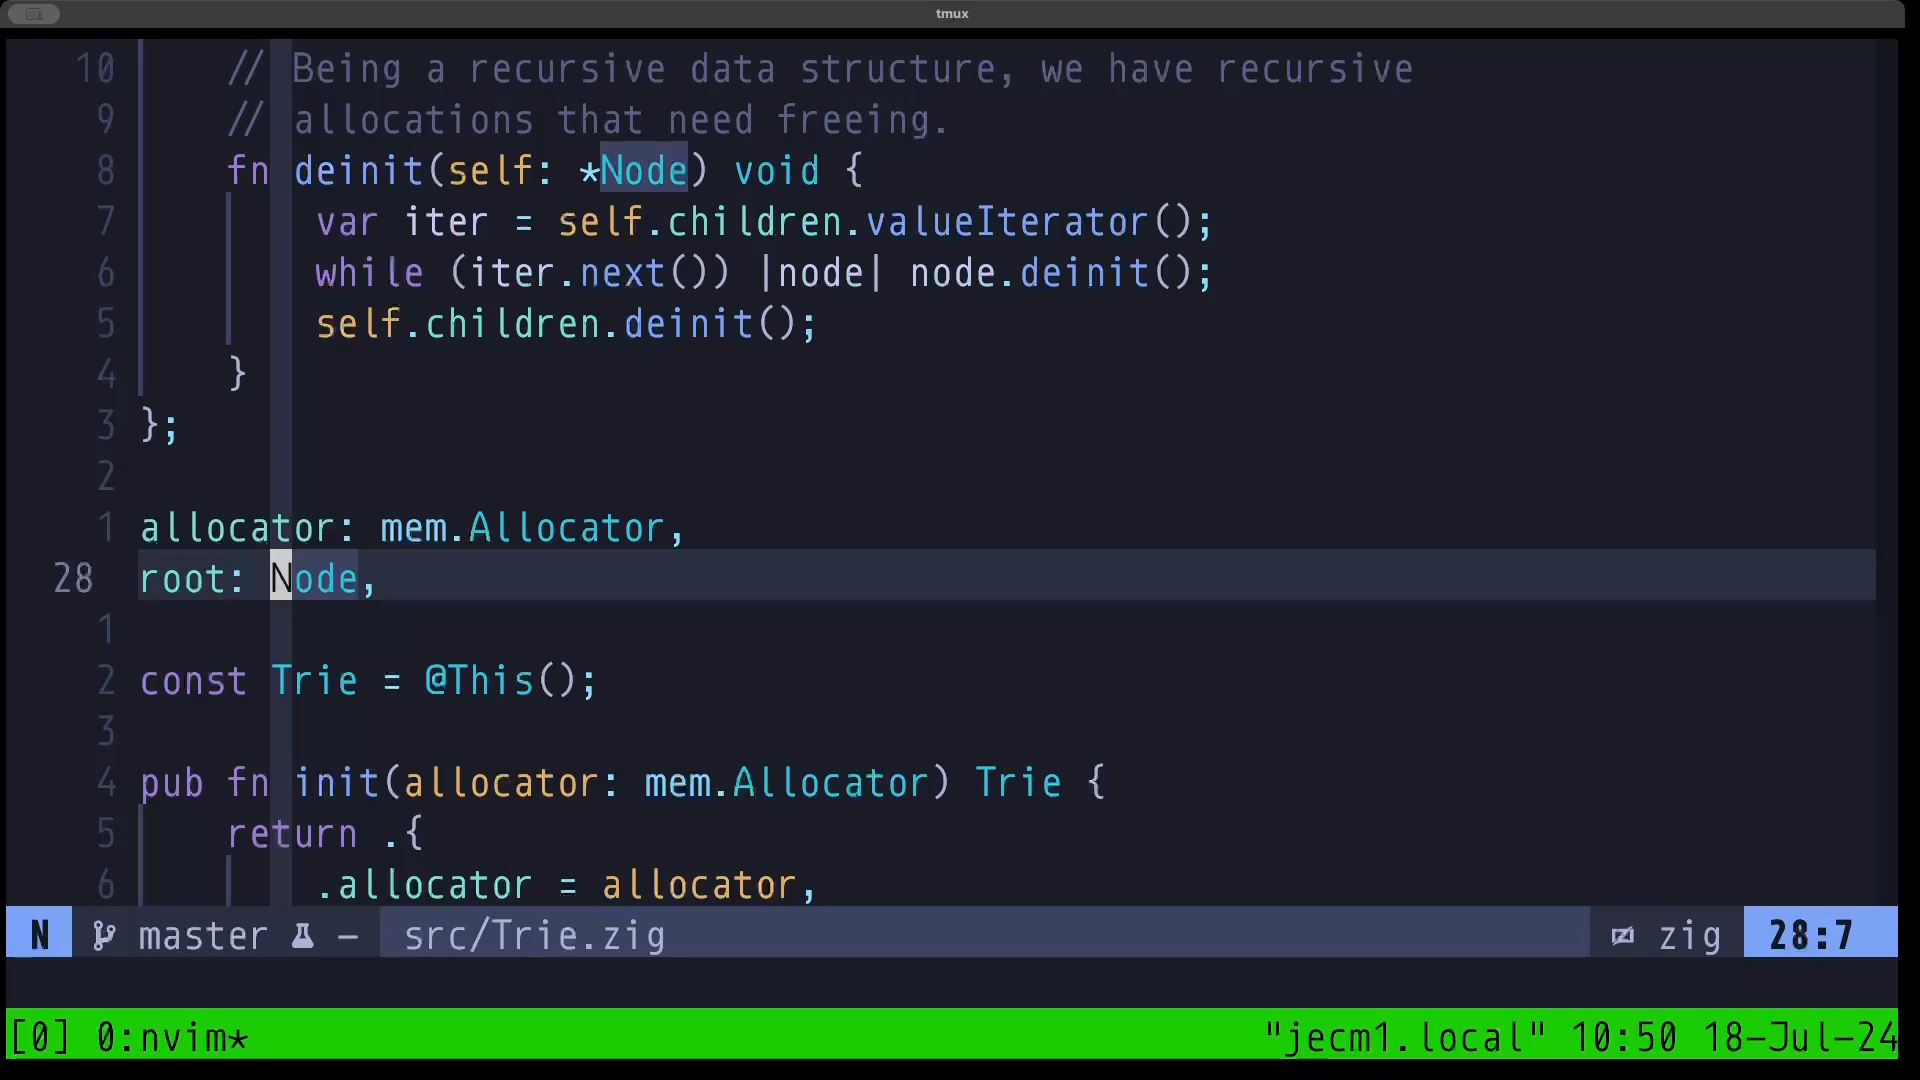 tmux
10 // Being a recursive data structure, we have recursive
9 // allocations that need freeing.
8 fn deinit(self: *Node) void {
7 var iter = self.children.valueIterator();
6 while (iter.next()) |node| node.deinit();
5 self.children.deinit();
4 }
3 };
2
1 allocator: mem.Allocator,
28 root: Node,
1
2 const Trie = @This();
3
4 pub fn init(allocator: mem.Allocator) Trie {
5 return .{
6 .allocator = allocator,
N master – src/Trie.zig zig 28:7
[0] 0:nvim* "jecm1.local" 10:50 18-Jul-24